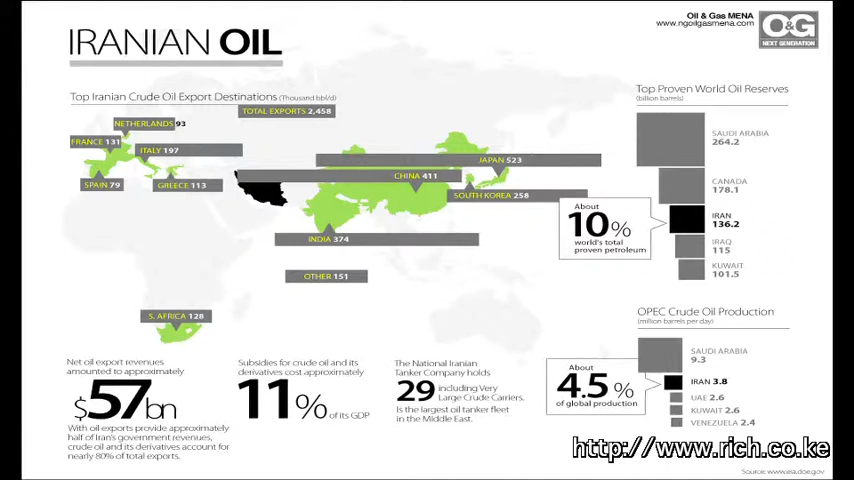 Oil & Gas MENA
www.ngoilgasmena.com
O&G
NEXT GENERATION
IRANIAN OIL
Top Iranian Crude Oil Export Destinations (Thousand bbl/d)
TOTAL EXPORTS 2,458
NETHERLANDS 93
FRANCE 131
ITALY 197
SPAIN 79
GREECE 113
JAPAN 523
CHINA 411
SOUTH KOREA 258
INDIA 374
OTHER 151
S. AFRICA 128
Top Proven World Oil Reserves
(billion barrels)
SAUDI ARABIA
264.2
CANADA
178.1
IRAN
136.2
IRAQ
115
KUWAIT
101.5
About
10%
world's total
proven petroleum
OPEC Crude Oil Production
(million barrels per day)
SAUDI ARABIA
9.3
IRAN 3.8
UAE 2.6
KUWAIT 2.6
VENEZUELA 2.4
About
4.5%
of global production
Net oil export revenues
amounted to approximately
$57bn
With oil exports provide approximately
half of Iran's government revenues,
crude oil and its derivatives account for
nearly 80% of total exports.
Subsidies for crude oil and its
derivatives cost approximately
11% of its GDP
The National Iranian
Tanker Company holds
29 including Very
Large Crude Carriers.
Is the largest oil tanker fleet
in the Middle East.
http://www.rich.co.ke
Source: www.eia.doe.gov